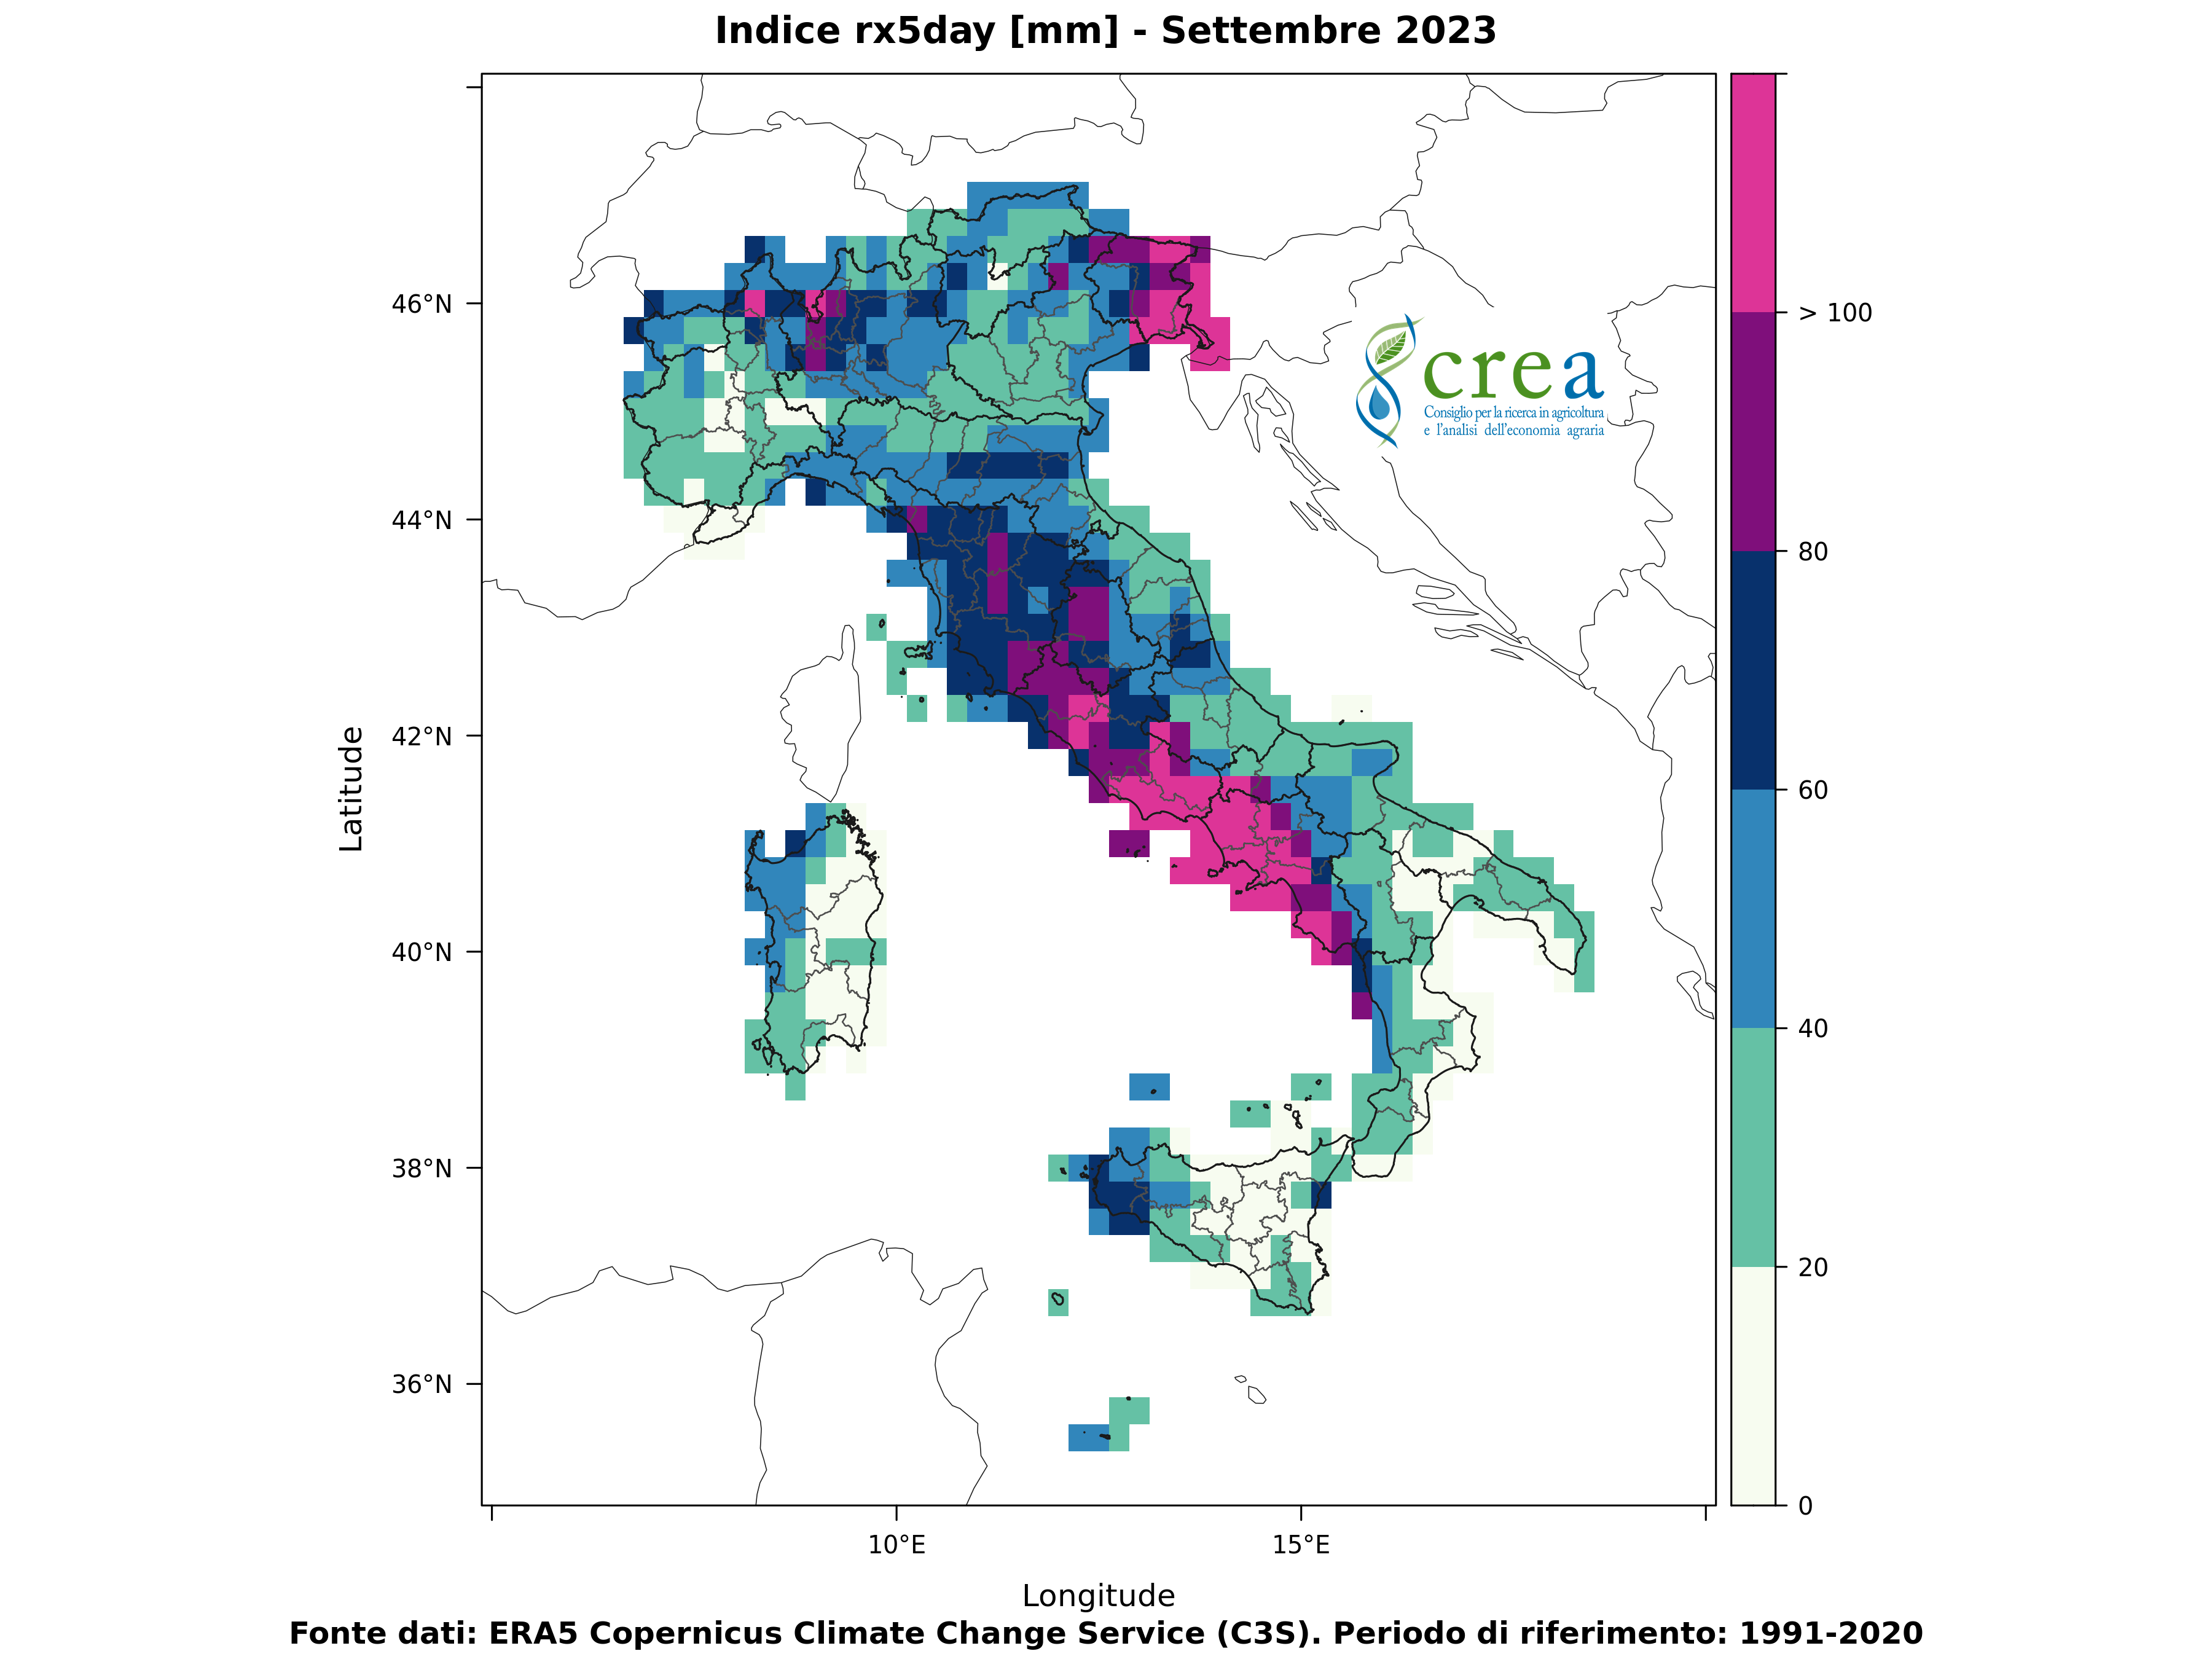 Indice rx5day [mm] - Settembre 2023
46°N
44°N
42°N
40°N
38°N
36°N
Latitude
crea
Consiglio per la ricerca in agricoltura
e l'analisi dell'economia agraria
> 100
80
60
40
20
0
10°E
15°E
Longitude
Fonte dati: ERA5 Copernicus Climate Change Service (C3S). Periodo di riferimento: 1991-2020